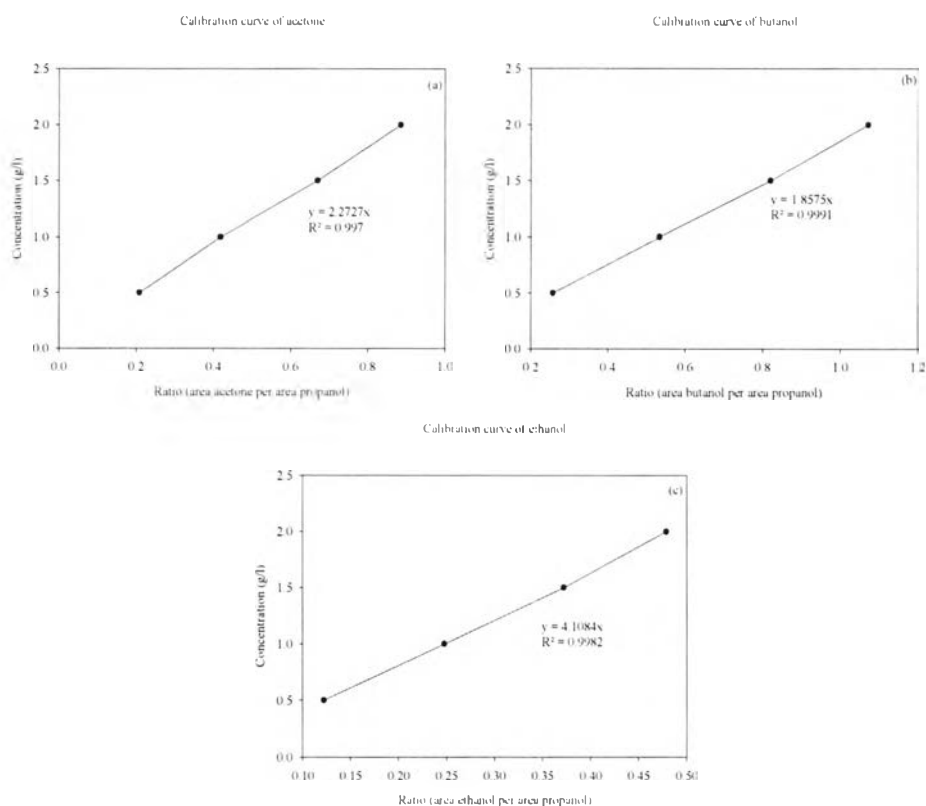 Calibration curve of acetone
Calibration curve of butanol
2.5
2.0
1.5
1.0
0.5
0.0
Concentration (g/l)
(a)
y = 2.2727x
R² = 0.997
0.0 0.2 0.4 0.6 0.8 1.0
Ratio (area acetone per area propanol)
2.5
2.0
1.5
1.0
0.5
0.0
Concentration (g/l)
(b)
y = 1.8575x
R² = 0.9991
0.2 0.4 0.6 0.8 1.0 1.2
Ratio (area butanol per area propanol)
Calibration curve of ethanol
2.5
2.0
1.5
1.0
0.5
0.0
Concentration (g/l)
(c)
y = 4.1084x
R² = 0.9982
0.10 0.15 0.20 0.25 0.30 0.35 0.40 0.45 0.50
Ratio (area ethanol per area propanol)